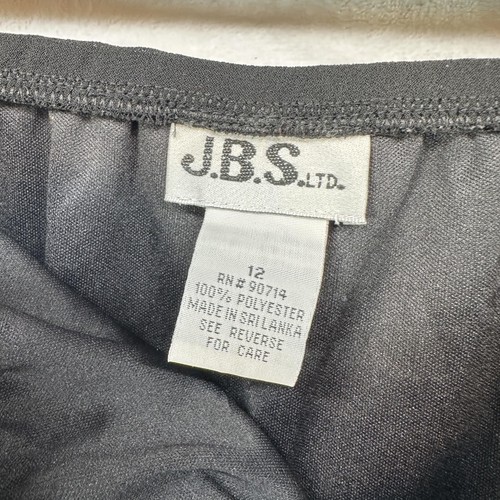 J.B.S.LTD.
12
RN# 90714
100% POLYESTER
MADE IN SRI LANKA
SEE REVERSE
FOR CARE